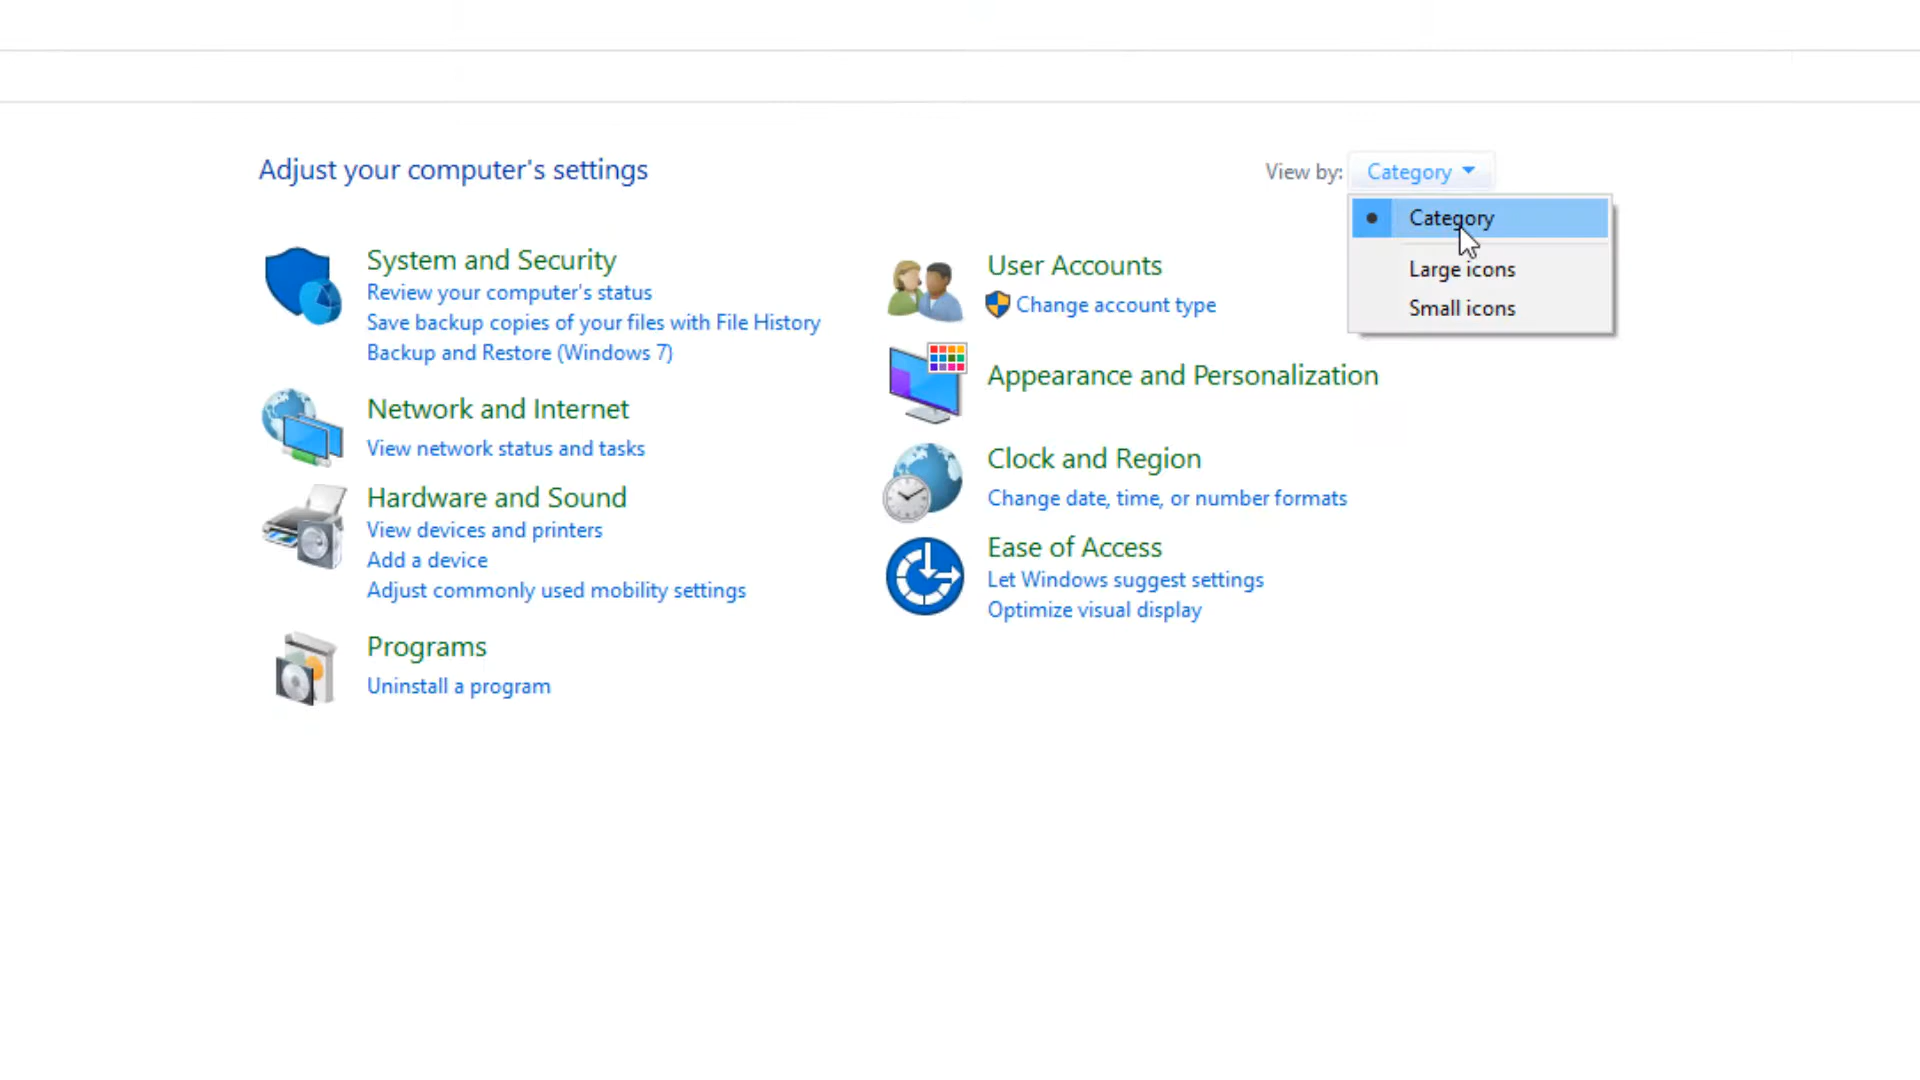 Adjust your computer's settings
View by: Category
Category
Large icons
Small icons
System and Security
Review your computer's status
Save backup copies of your files with File History
Backup and Restore (Windows 7)
Network and Internet
View network status and tasks
Hardware and Sound
View devices and printers
Add a device
Adjust commonly used mobility settings
Programs
Uninstall a program
User Accounts
Change account type
Appearance and Personalization
Clock and Region
Change date, time, or number formats
Ease of Access
Let Windows suggest settings
Optimize visual display